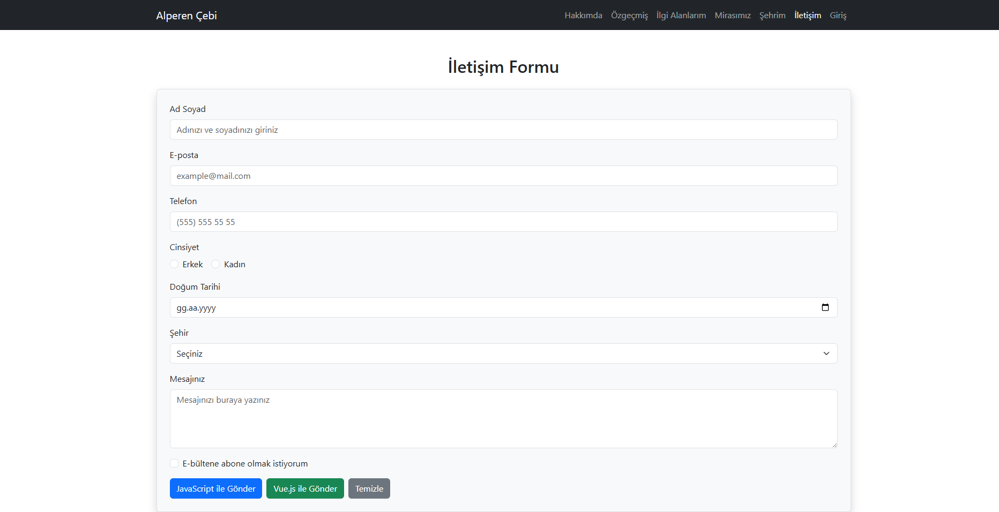 Alperen Çebi Hakkımda Özgeçmiş İlgi Alanlarım Mirasımız Şehrim İletişim Giriş
İletişim Formu
Ad Soyad
Adınızı ve soyadınızı giriniz
E-posta
example@mail.com
Telefon
(555) 555 55 55
Cinsiyet
Erkek Kadın
Doğum Tarihi
gg.aa.yyyy
Şehir
Seçiniz
Mesajınız
Mesajınızı buraya yazınız
E-bültene abone olmak istiyorum
JavaScript ile Gönder Vue.js ile Gönder Temizle